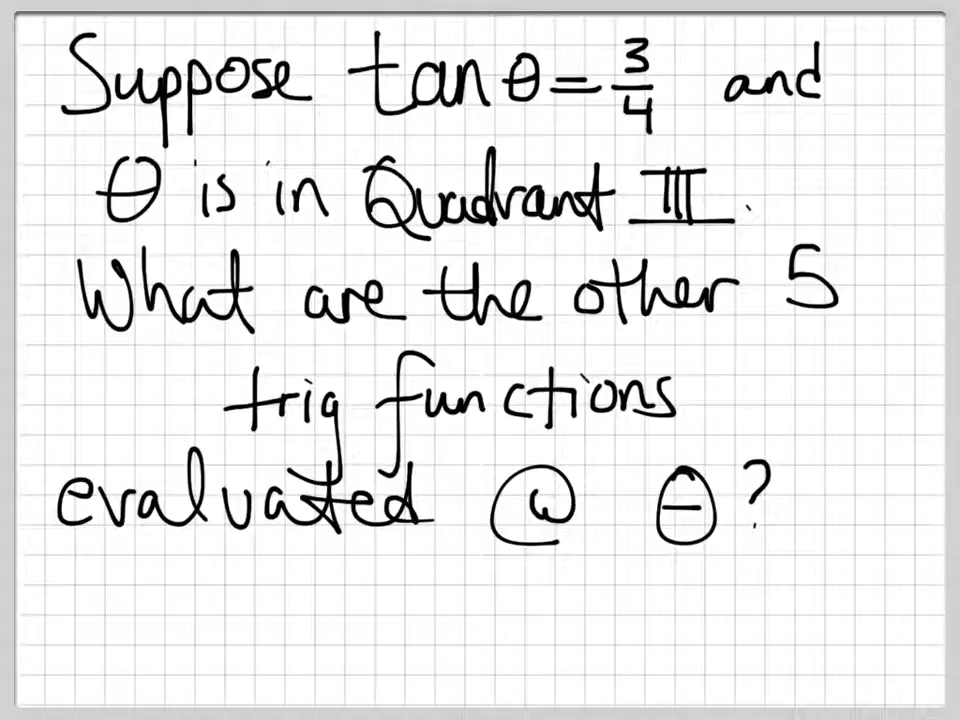 Suppose tan θ = 3/4 and
θ is in Quadrant III.
What are the other 5
trig functions
evaluated @ θ?